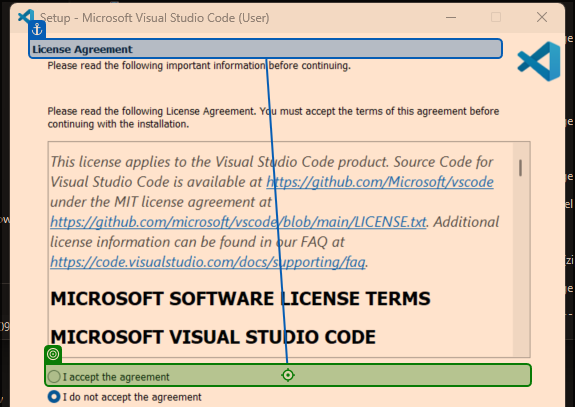 Setup - Microsoft Visual Studio Code (User)
License Agreement
Please read the following important information before continuing.
Please read the following License Agreement. You must accept the terms of this agreement before
continuing with the installation.
This license applies to the Visual Studio Code product. Source Code for
Visual Studio Code is available at https://github.com/Microsoft/vscode
under the MIT license agreement at
https://github.com/microsoft/vscode/blob/main/LICENSE.txt. Additional
license information can be found in our FAQ at
https://code.visualstudio.com/docs/supporting/faq.
MICROSOFT SOFTWARE LICENSE TERMS
MICROSOFT VISUAL STUDIO CODE
I accept the agreement
I do not accept the agreement